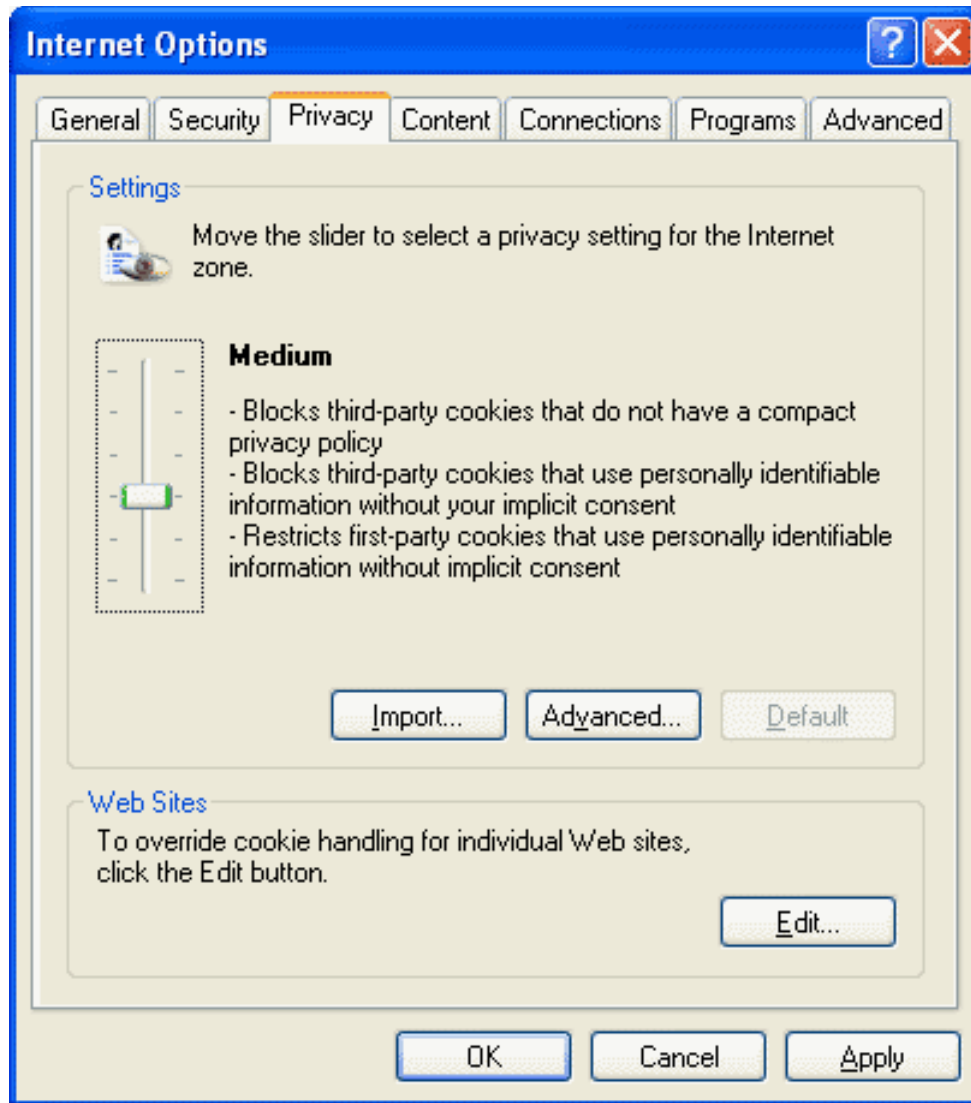 Internet Options
General Security Privacy Content Connections Programs Advanced
Settings
Move the slider to select a privacy setting for the Internet
zone.
Medium
- Blocks third-party cookies that do not have a compact
privacy policy
- Blocks third-party cookies that use personally identifiable
information without your implicit consent
- Restricts first-party cookies that use personally identifiable
information without implicit consent
Import... Advanced... Default
Web Sites
To override cookie handling for individual Web sites,
click the Edit button.
Edit...
OK Cancel Apply